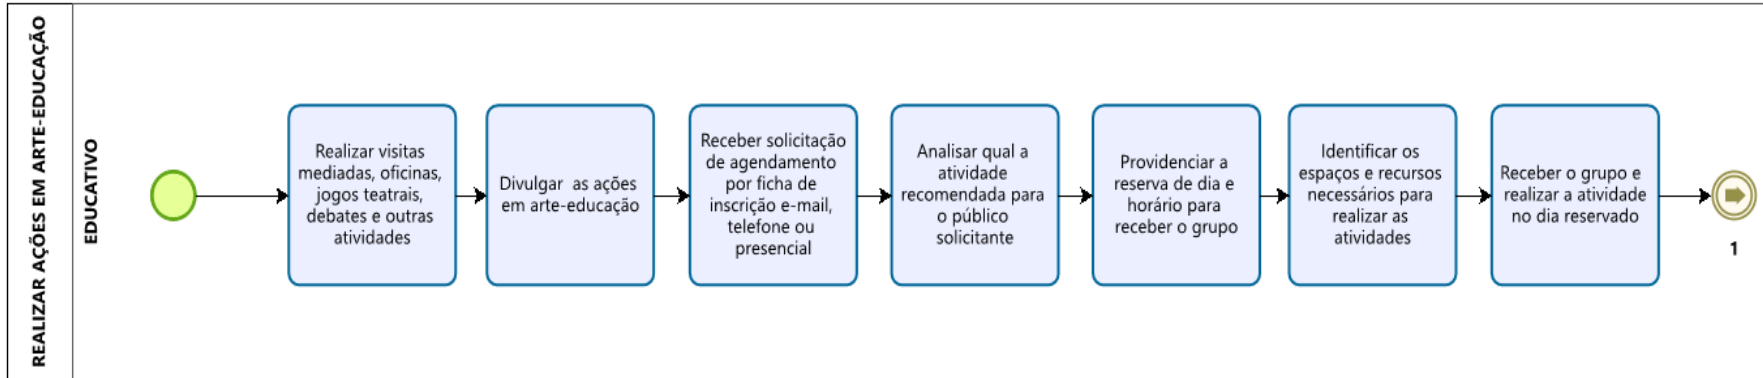 REALIZAR AÇÕES EM ARTE-EDUCAÇÃO
EDUCATIVO
Realizar visitas
mediadas, oficinas,
jogos teatrais,
debates e outras
atividades
Divulgar as ações
em arte-educação
Receber solicitação
de agendamento
por ficha de
inscrição e-mail,
telefone ou
presencial
Analisar qual a
atividade
recomendada para
o público
solicitante
Providenciar a
reserva de dia e
horário para
receber o grupo
Identificar os
espaços e recursos
necessários para
realizar as
atividades
Receber o grupo e
realizar a atividade
no dia reservado
1